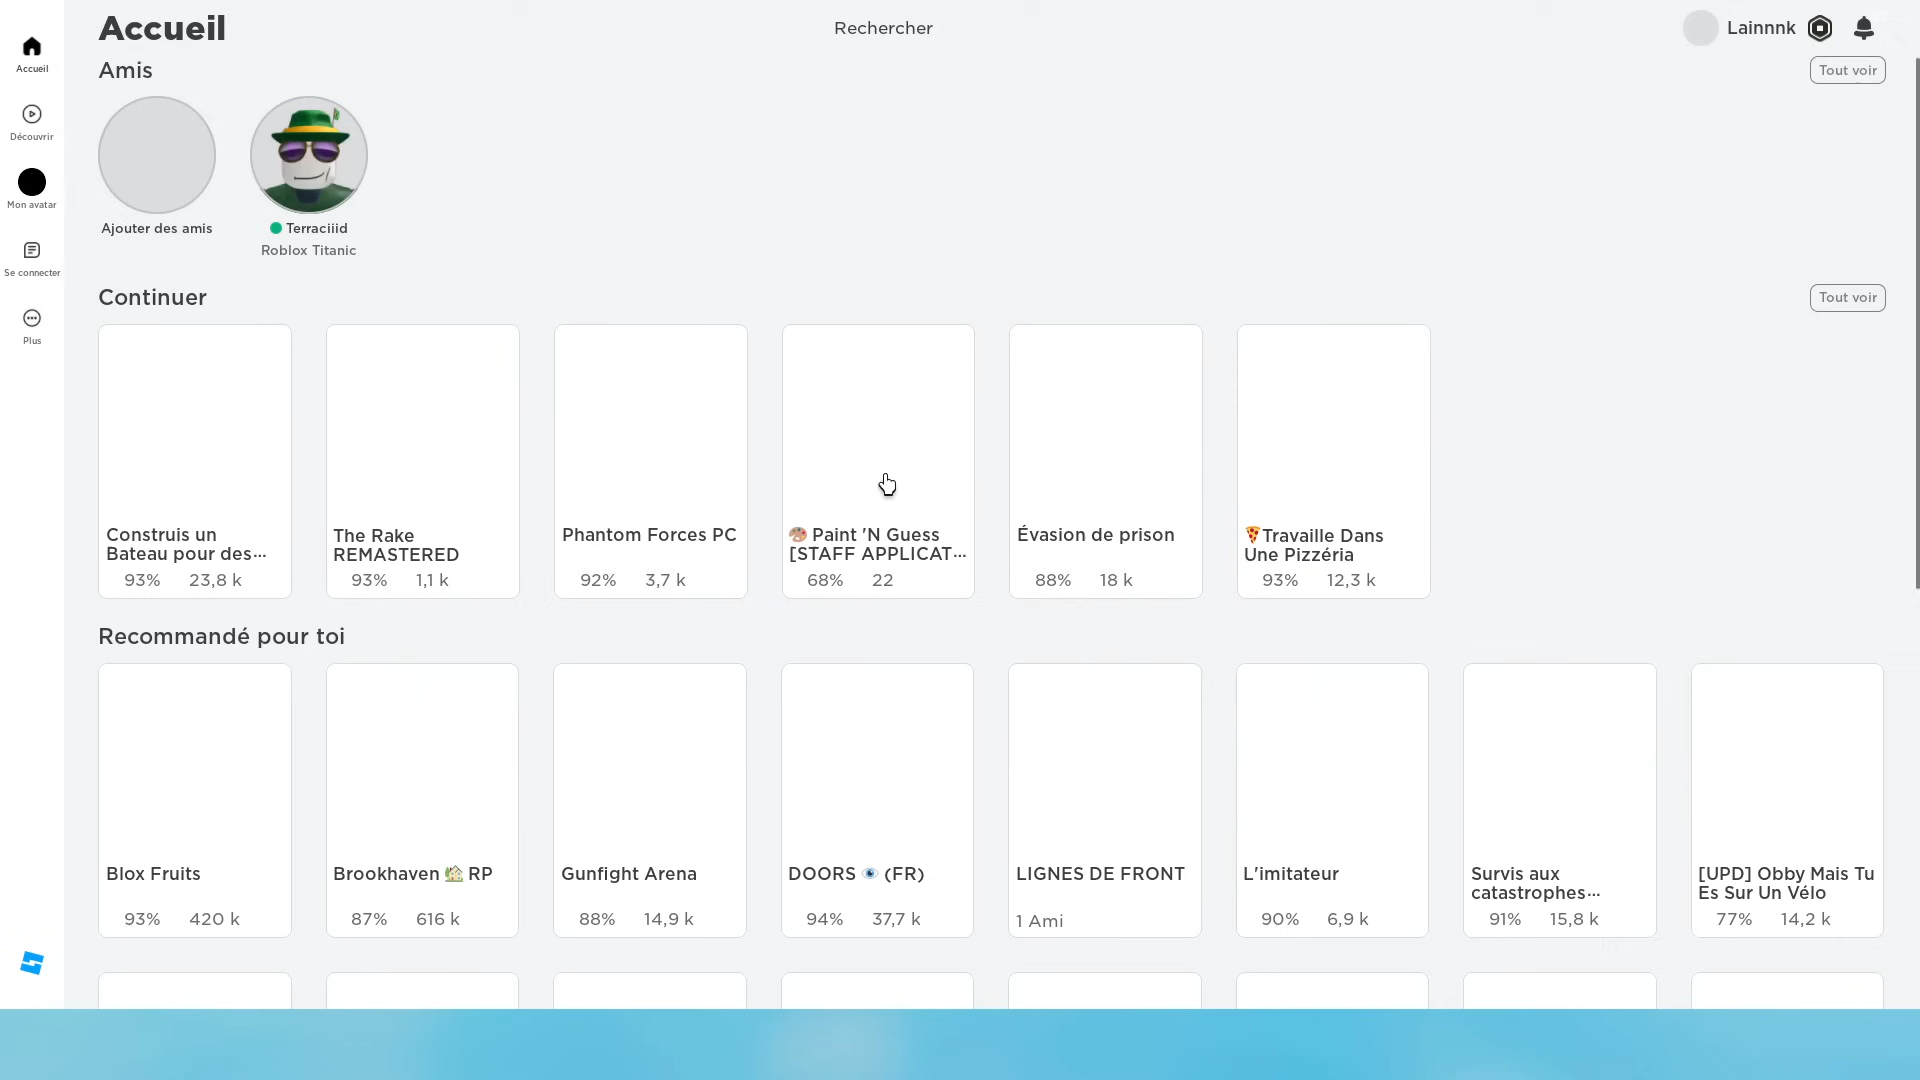 Accueil
Rechercher
Lainnnk
Accueil
Découvrir
Mon avatar
Se connecter
Plus
Amis
Tout voir
Ajouter des amis
Terraciiid
Roblox Titanic
Continuer
Tout voir
Construis un
Bateau pour des...
93% 23,8 k
The Rake
REMASTERED
93% 1,1 k
Phantom Forces PC
92% 3,7 k
🎨 Paint 'N Guess
[STAFF APPLICAT...
68% 22
Évasion de prison
88% 18 k
🍕Travaille Dans
Une Pizzéria
93% 12,3 k
Recommandé pour toi
Blox Fruits
93% 420 k
Brookhaven 🏡 RP
87% 616 k
Gunfight Arena
88% 14,9 k
DOORS 👁️ (FR)
94% 37,7 k
LIGNES DE FRONT
1 Ami
L'imitateur
90% 6,9 k
Survis aux
catastrophes...
91% 15,8 k
[UPD] Obby Mais Tu
Es Sur Un Vélo
77% 14,2 k